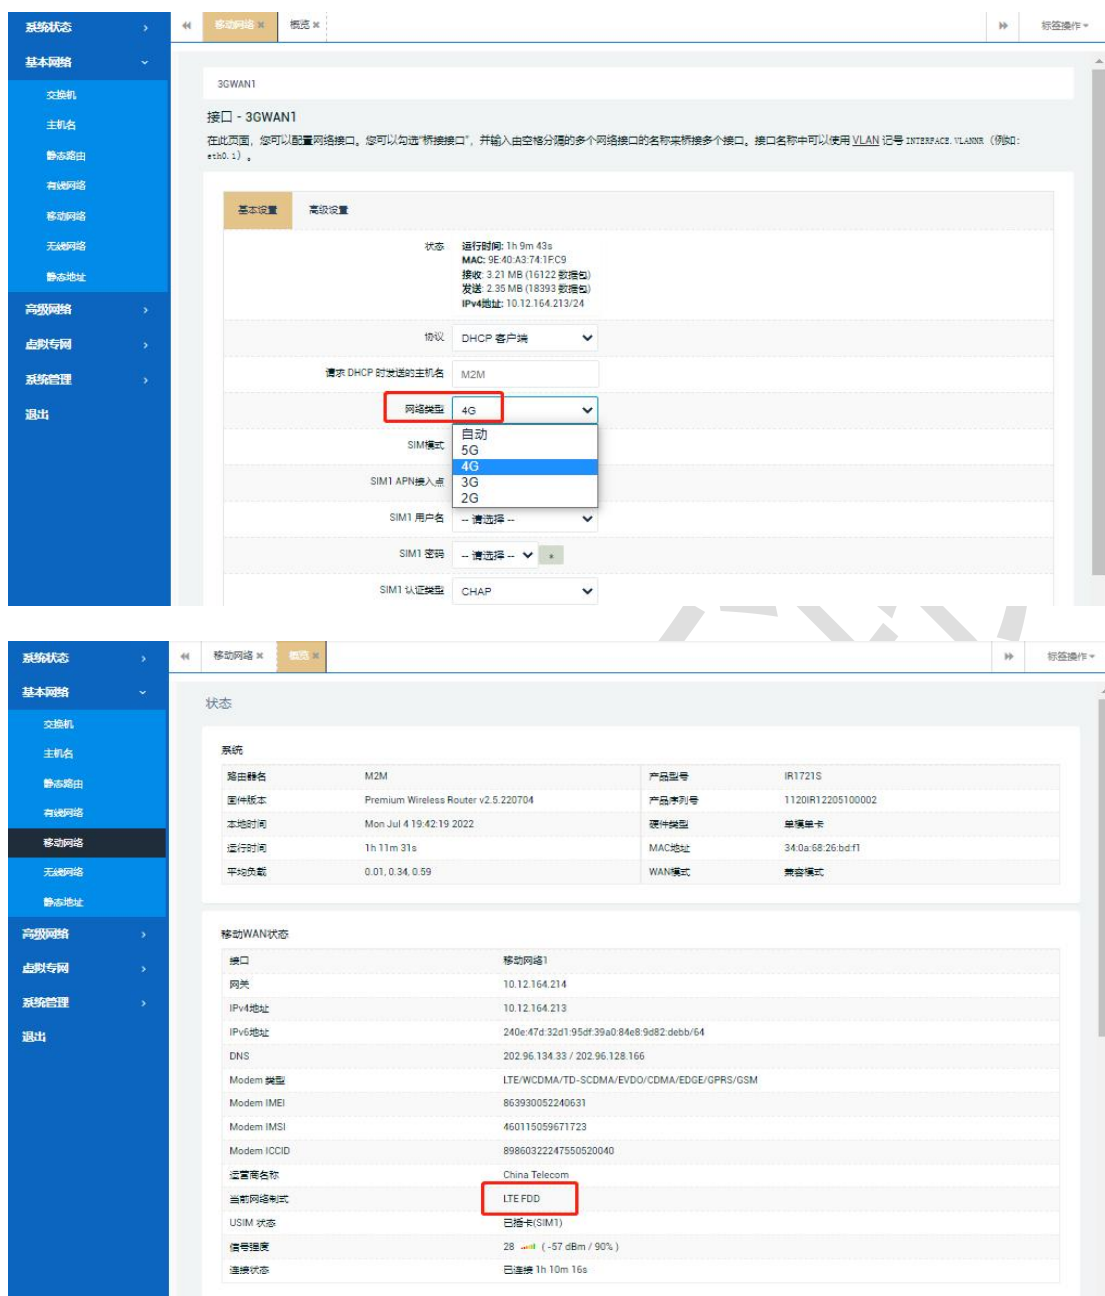 系统状态
移动网络 ×
概览 ×
标签操作
基本网络
交换机
主机名
静态路由
有线网络
移动网络
无线网络
静态地址
高级网络
虚拟专网
系统管理
退出
3GWAN1
接口 - 3GWAN1
在此页面，您可以配置网络接口。您可以勾选“桥接接口”，并输入由空格分隔的多个网络接口的名称来桥接多个接口。接口名称中可以使用 VLAN 记号 INTERFACE.VLANNR（例如:
eth0.1）。
基本设置 高级设置
状态 运行时间: 1h 9m 43s
MAC: 9E:40:A3:74:1F:C9
接收: 3.21 MB (16122 数据包)
发送: 2.35 MB (18393 数据包)
IPv4地址: 10.12.164.213/24
协议 DHCP 客户端
请求 DHCP 时发送的主机名 M2M
网络类型 4G
自动
5G
4G
3G
2G
SIM模式
SIM1 APN接入点
SIM1 用户名 -- 请选择 --
SIM1 密码 -- 请选择 -- *
SIM1 认证类型 CHAP
系统状态
移动网络 ×
概览 ×
标签操作
基本网络
交换机
主机名
静态路由
有线网络
移动网络
无线网络
静态地址
高级网络
虚拟专网
系统管理
退出
状态
系统
路由器名 M2M 产品型号 IR1721S
固件版本 Premium Wireless Router v2.5.220704 产品序列号 1120IR12205100002
本地时间 Mon Jul 4 19:42:19 2022 硬件类型 单模单卡
运行时间 1h 11m 31s MAC地址 34:0a:68:26:bd:f1
平均负载 0.01, 0.34, 0.59 WAN模式 兼容模式
移动WAN状态
接口 移动网络1
网关 10.12.164.214
IPv4地址 10.12.164.213
IPv6地址 240e:47d:32d1:95df:39a0:84e8:9d82:debb/64
DNS 202.96.134.33 / 202.96.128.166
Modem 类型 LTE/WCDMA/TD-SCDMA/EVDO/CDMA/EDGE/GPRS/GSM
Modem IMEI 863930052240631
Modem IMSI 460115059671723
Modem ICCID 89860322247550520040
运营商名称 China Telecom
当前网络制式 LTE FDD
USIM 状态 已插卡(SIM1)
信号强度 28 ( -57 dBm / 90% )
连接状态 已连接 1h 10m 16s